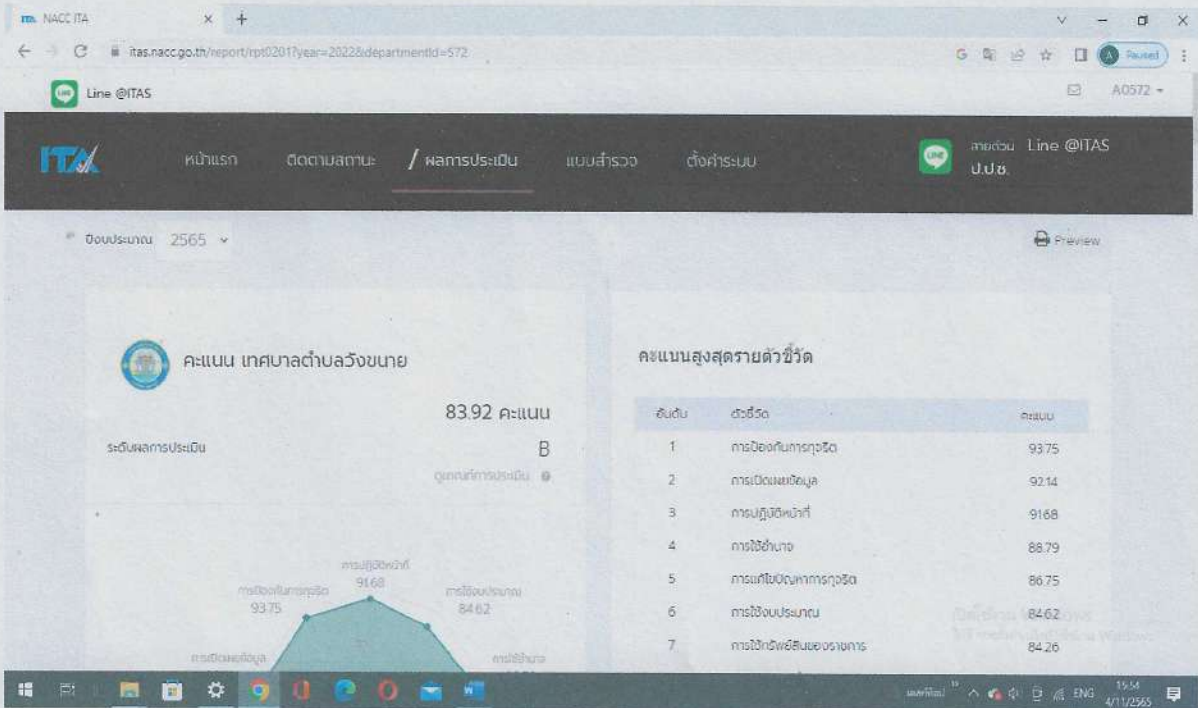 ITA NACC ITA
itas.nacc.go.th/report/rpt0201?year=2022&departmentId=572
Paused
Line @ITAS
A0572
ITA
หน้าแรก ติดตามสถานะ / ผลการประเมิน แบบสำรวจ ตั้งค่าระบบ
LINE
สายด่วน Line @ITAS
ป.ป.ช.
ปีงบประมาณ 2565
Preview
คะแนน เทศบาลตำบลวังขนาย
83.92 คะแนน
ระดับผลการประเมิน B
ดูเกณฑ์การประเมิน
การปฏิบัติหน้าที่
91.68
การป้องกันการทุจริต
93.75
การใช้งบประมาณ
84.62
การเปิดเผยข้อมูล
การใช้อำนาจ
คะแนนสูงสุดรายตัวชี้วัด
อันดับ ตัวชี้วัด คะแนน
1 การป้องกันการทุจริต 93.75
2 การเปิดเผยข้อมูล 92.14
3 การปฏิบัติหน้าที่ 91.68
4 การใช้อำนาจ 88.79
5 การแก้ไขปัญหาการทุจริต 86.75
6 การใช้งบประมาณ 84.62
7 การใช้ทรัพย์สินของราชการ 84.26
ENG
15:54
4/11/2565